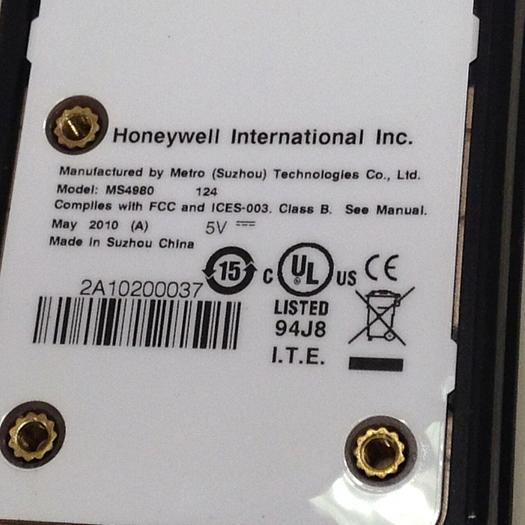 Honeywell International Inc.
Manufactured by Metro (Suzhou) Technologies Co., Ltd.
Model: MS4980 124
Complies with FCC and ICES-003. Class B. See Manual.
May 2010 (A) 5V
Made in Suzhou China
15 C UL US CE
2A10200037
LISTED
94J8
I.T.E.